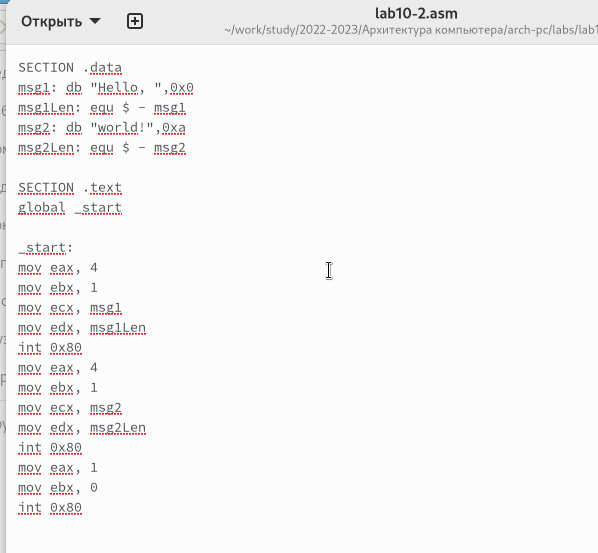 Открыть
lab10-2.asm
~/work/study/2022-2023/Архитектура компьютера/arch-pc/labs/lab1
SECTION .data
msg1: db "Hello, ",0x0
msg1Len: equ $ - msg1
msg2: db "world!",0xa
msg2Len: equ $ - msg2
SECTION .text
global _start
_start:
mov eax, 4
mov ebx, 1
mov ecx, msg1
mov edx, msg1Len
int 0x80
mov eax, 4
mov ebx, 1
mov ecx, msg2
mov edx, msg2Len
int 0x80
mov eax, 1
mov ebx, 0
int 0x80